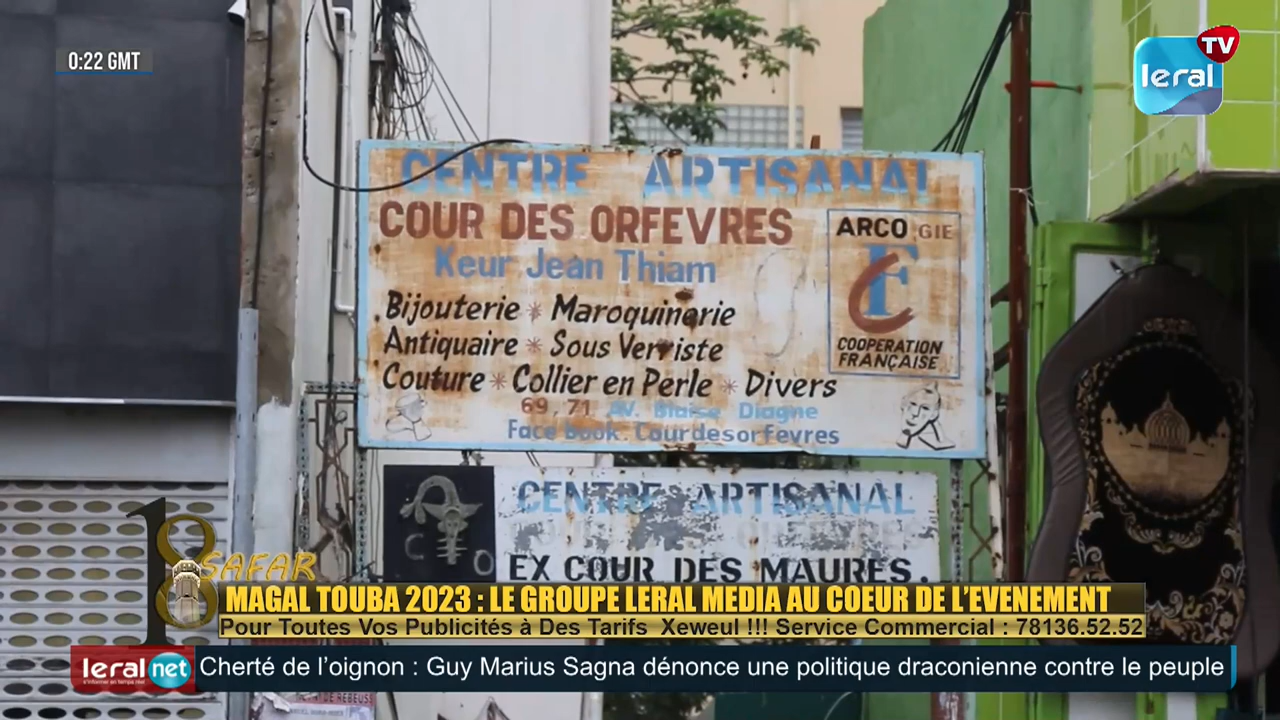 0:22 GMT
TV
leral
CENTRE ARTISANAL
COUR DES ORFEVRES
Keur Jean Thiam
ARCO GIE
Bijouterie * Maroquinerie
Antiquaire * Sous Verriste
Couture * Collier en Perle * Divers
COOPERATION
FRANÇAISE
69, 71 AV. Blaise Diagne
Face book. Courdesorfevres
C O
CENTRE ARTISANAL
EX COUR DES MAURES.
18 SAFAR
MAGAL TOUBA 2023 : LE GROUPE LERAL MEDIA AU COEUR DE L'EVENEMENT
Pour Toutes Vos Publicités à Des Tarifs Xeweul !!! Service Commercial : 78136.52.52
leral net
s'informer en temps réel
Cherté de l'oignon : Guy Marius Sagna dénonce une politique draconienne contre le peuple